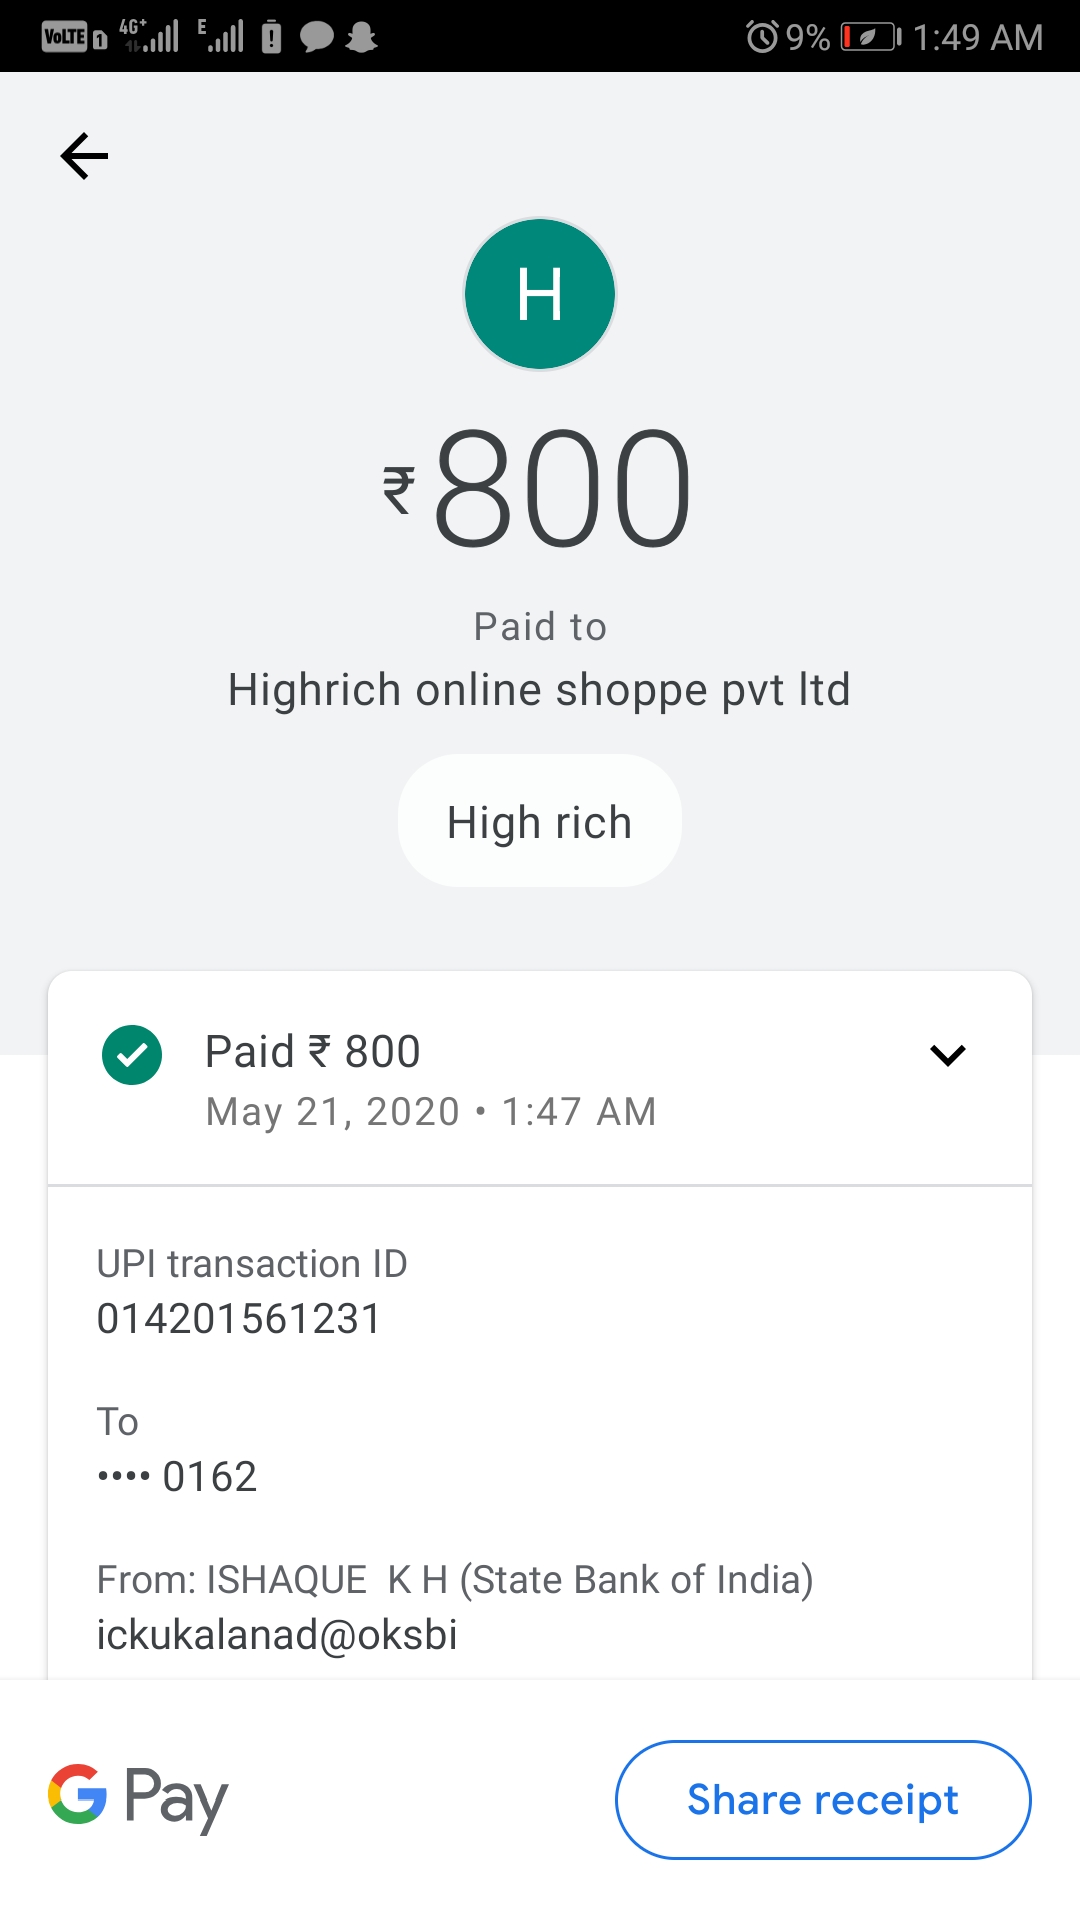 VoLTE 1 4G+ E 9% 1:49 AM
H
₹800
Paid to
Highrich online shoppe pvt ltd
High rich
Paid ₹ 800
May 21, 2020 • 1:47 AM
UPI transaction ID
014201561231
To
•••• 0162
From: ISHAQUE  K H (State Bank of India)
ickukalanad@oksbi
G Pay
Share receipt